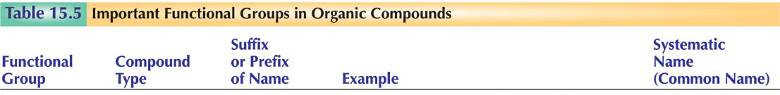 Table 15.5 Important Functional Groups in Organic Compounds
Suffix Systematic
Functional Compound or Prefix Name
Group Type of Name Example (Common Name)